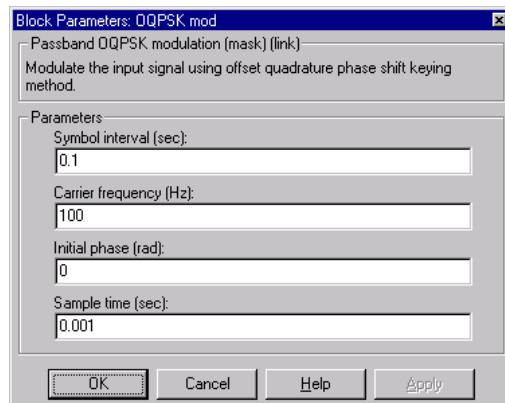 Block Parameters: OQPSK mod
Passband OQPSK modulation (mask) (link)
Modulate the input signal using offset quadrature phase shift keying
method.
Parameters
Symbol interval (sec):
0.1
Carrier frequency (Hz):
100
Initial phase (rad):
0
Sample time (sec):
0.001
OK
Cancel
Help
Apply